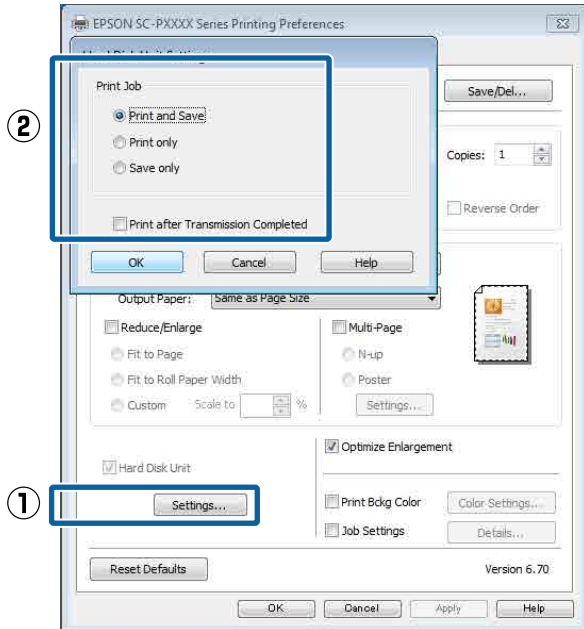 EPSON SC-PXXXX Series Printing Preferences
Print Job
②
Print and Save
Print only
Save only
Print after Transmission Completed
OK Cancel Help
Save/Del...
Copies: 1
Reverse Order
Output Paper: Same as Page Size
Reduce/Enlarge
Multi-Page
Fit to Page
N-up
Fit to Roll Paper Width
Poster
Custom Scale to %
Settings...
Optimize Enlargement
Hard Disk Unit
①
Settings...
Print Bckg Color Color Settings...
Job Settings Details...
Reset Defaults
Version 6.70
OK Cancel Apply Help